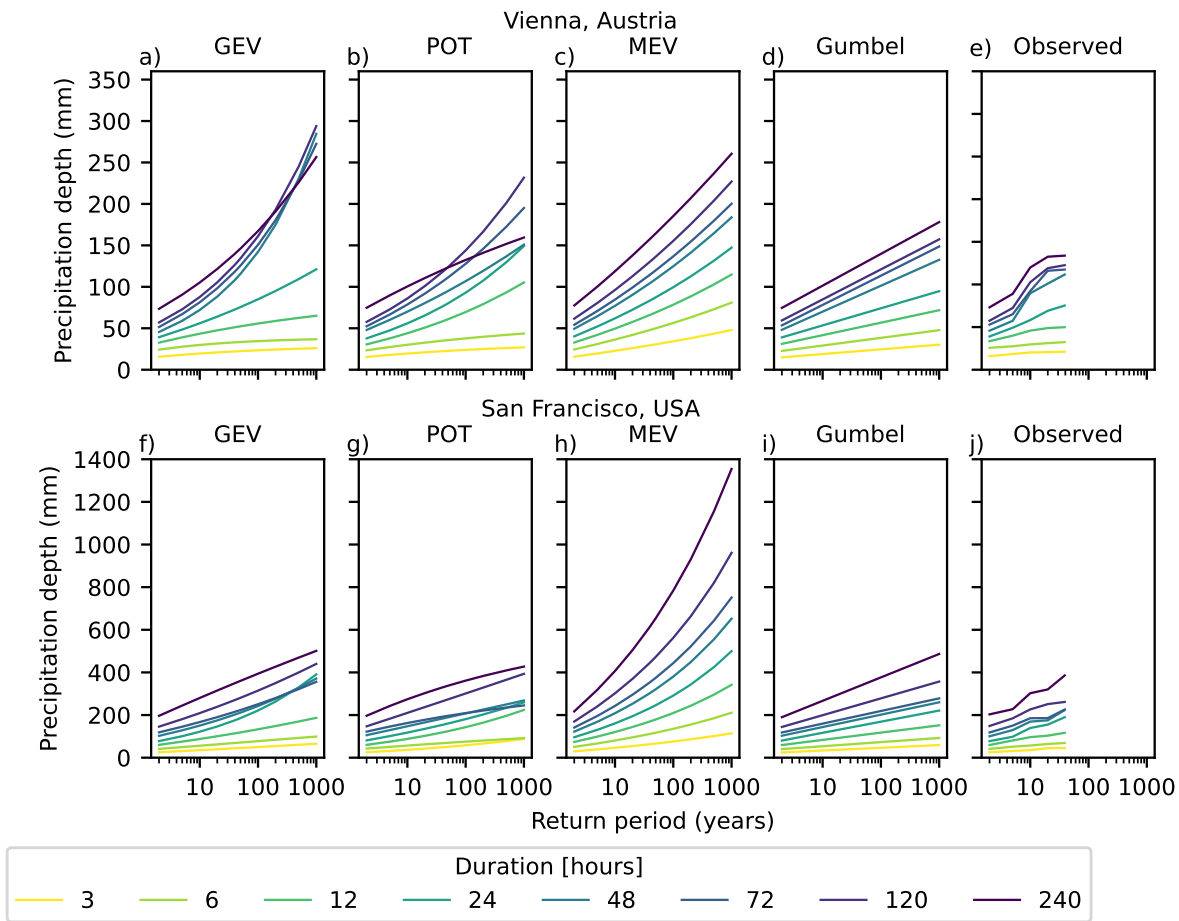 Vienna, Austria
a) GEV b) POT c) MEV d) Gumbel e) Observed
Precipitation depth (mm)
350
300
250
200
150
100
50
0
San Francisco, USA
f) GEV g) POT h) MEV i) Gumbel j) Observed
Precipitation depth (mm)
1400
1200
1000
800
600
400
200
0
10 100 1000 10 100 1000 10 100 1000 10 100 1000 10 100 1000
Return period (years)
Duration [hours]
3 6 12 24 48 72 120 240